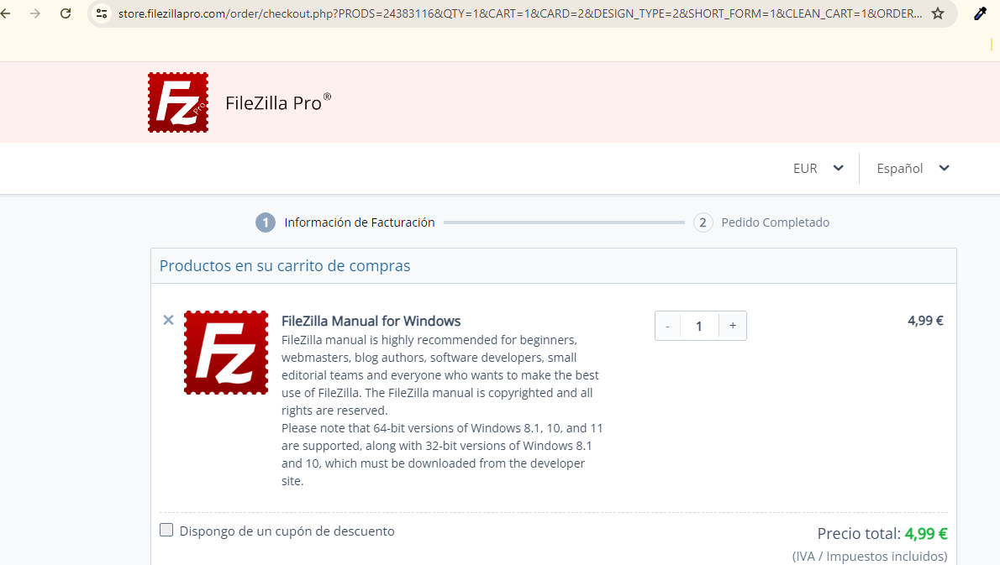 store.filezillapro.com/order/checkout.php?PRODS=24383116&QTY=1&CART=1&CARD=2&DESIGN_TYPE=2&SHORT_FORM=1&CLEAN_CART=1&ORDER...
Fz Pro
FileZilla Pro®
EUR
Español
1 Información de Facturación
2 Pedido Completado
Productos en su carrito de compras
Fz
FileZilla Manual for Windows
- 1 +
4,99 €
FileZilla manual is highly recommended for beginners,
webmasters, blog authors, software developers, small
editorial teams and everyone who wants to make the best
use of FileZilla. The FileZilla manual is copyrighted and all
rights are reserved.
Please note that 64-bit versions of Windows 8.1, 10, and 11
are supported, along with 32-bit versions of Windows 8.1
and 10, which must be downloaded from the developer
site.
Dispongo de un cupón de descuento
Precio total: 4,99 €
(IVA / Impuestos incluidos)